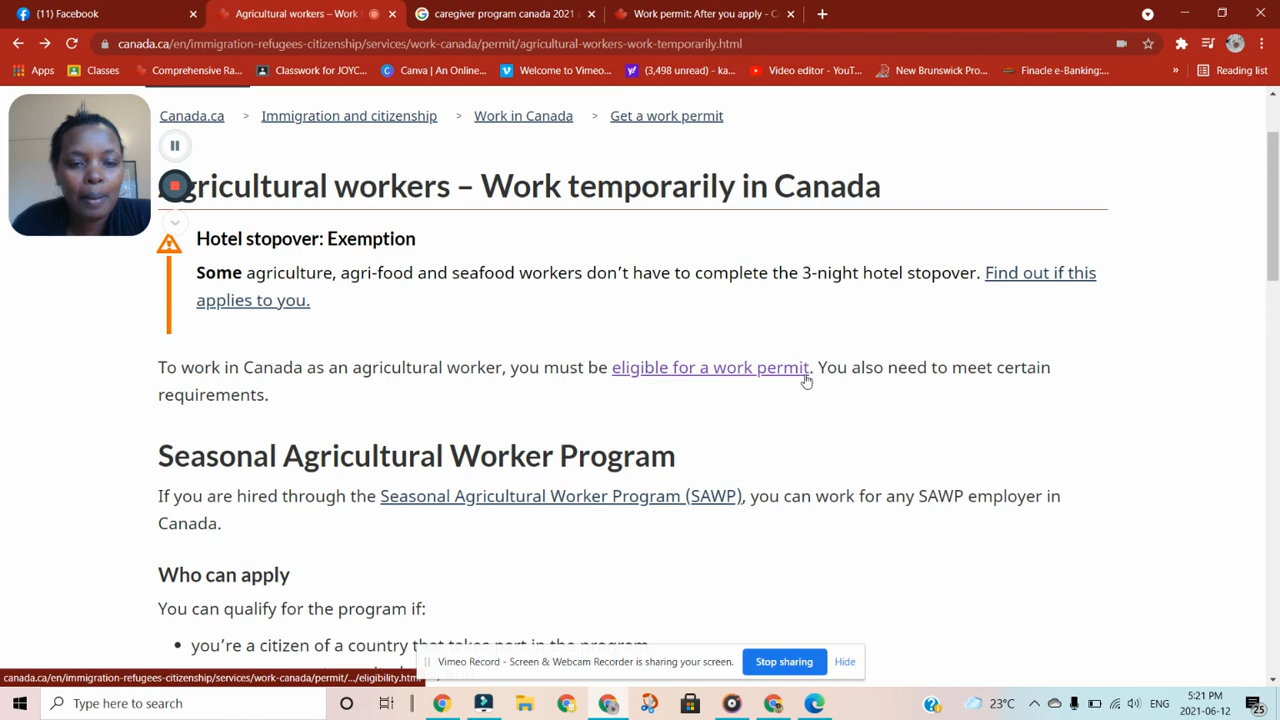 (11) Facebook
Agricultural workers – Work t
caregiver program canada 2021
Work permit: After you apply - C
canada.ca/en/immigration-refugees-citizenship/services/work-canada/permit/agricultural-workers-work-temporarily.html
Apps
Classes
Comprehensive Ra...
Classwork for JOYC...
Canva | An Online...
Welcome to Vimeo...
(3,498 unread) - ka...
Video editor - YouT...
New Brunswick Pro...
Finacle e-Banking:...
»
Reading list
Canada.ca > Immigration and citizenship > Work in Canada > Get a work permit
Agricultural workers – Work temporarily in Canada
Hotel stopover: Exemption
Some agriculture, agri-food and seafood workers don't have to complete the 3-night hotel stopover. Find out if this
applies to you.
To work in Canada as an agricultural worker, you must be eligible for a work permit. You also need to meet certain
requirements.
Seasonal Agricultural Worker Program
If you are hired through the Seasonal Agricultural Worker Program (SAWP), you can work for any SAWP employer in
Canada.
Who can apply
You can qualify for the program if:
• you're a citizen of a country that takes part in the program
Vimeo Record - Screen & Webcam Recorder is sharing your screen.
Stop sharing
Hide
canada.ca/en/immigration-refugees-citizenship/services/work-canada/permit/.../eligibility.html
Type here to search
23°C
ENG
5:21 PM
2021-06-12
25